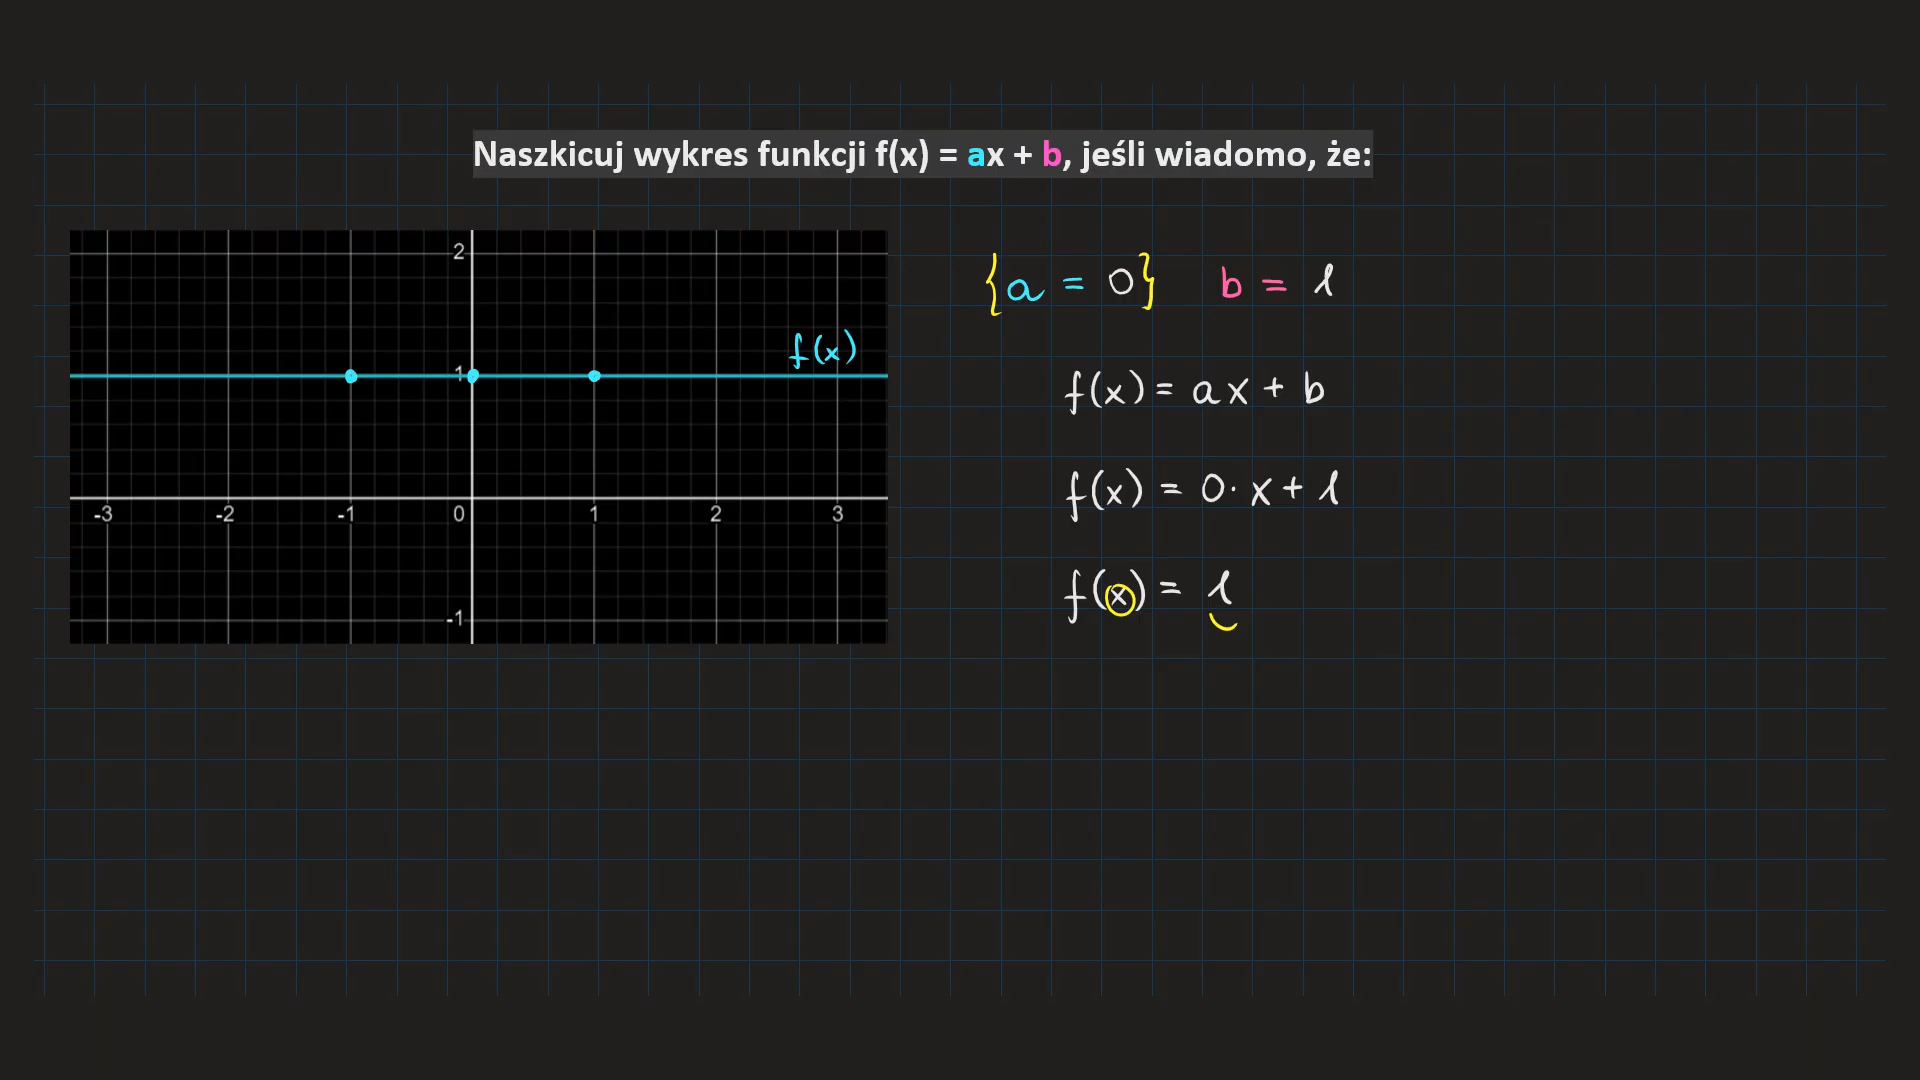 Naszkicuj wykres funkcji f(x) = ax + b, jeśli wiadomo, że:
{a = 0} b = 1
f(x) = ax + b
f(x) = 0 · x + 1
f(x) = 1
2
f(x)
1
-3 -2 -1 0 1 2 3
-1